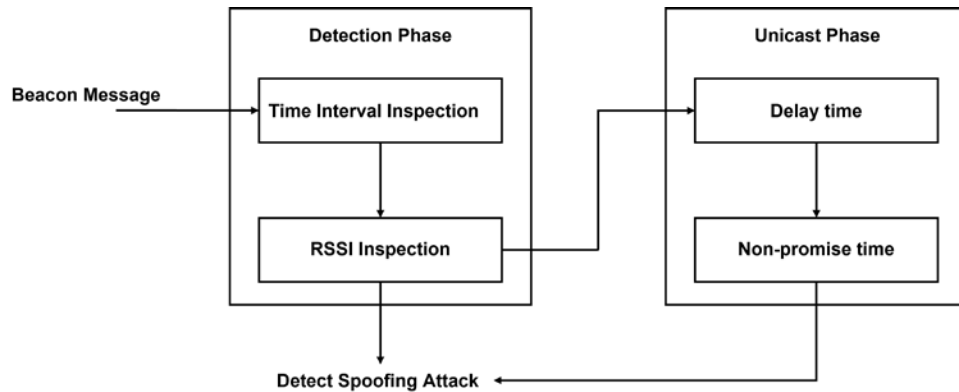 Detection Phase
Unicast Phase
Beacon Message
Time Interval Inspection
Delay time
RSSI Inspection
Non-promise time
Detect Spoofing Attack